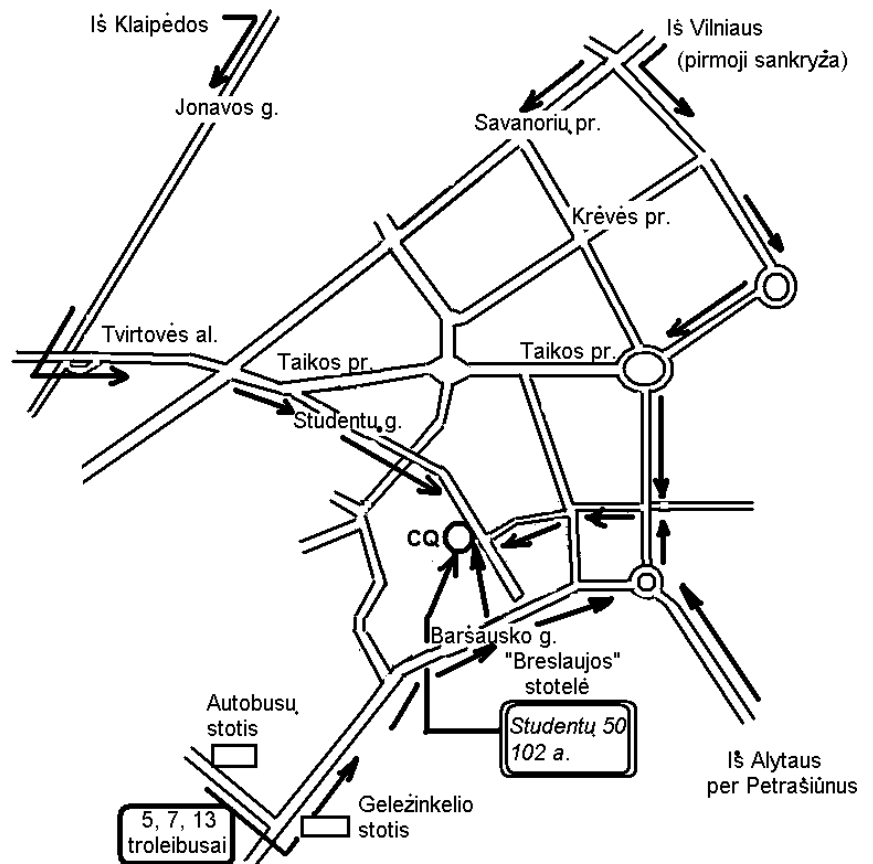 Iš Klaipėdos
Iš Vilniaus
(pirmoji sankryža)
Jonavos g.
Savanorių pr.
Krėvės pr.
Tvirtovės al.
Taikos pr.
Taikos pr.
Studentų g.
CQ
Baršausko g.
"Breslaujos"
stotelė
Autobusų
stotis
Studentų 50
102 a.
Iš Alytaus
per Petrašiūnus
5, 7, 13
troleibusai
Geležinkelio
stotis